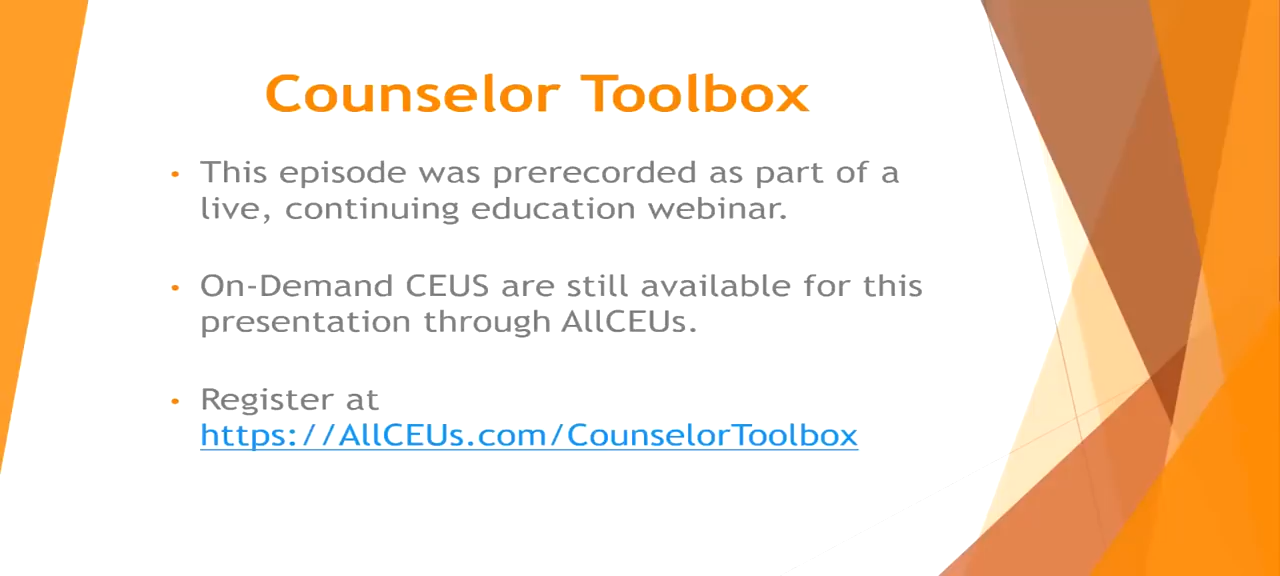 Counselor Toolbox
• This episode was prerecorded as part of a
live, continuing education webinar.
• On-Demand CEUS are still available for this
presentation through AllCEUs.
• Register at
https://AllCEUs.com/CounselorToolbox